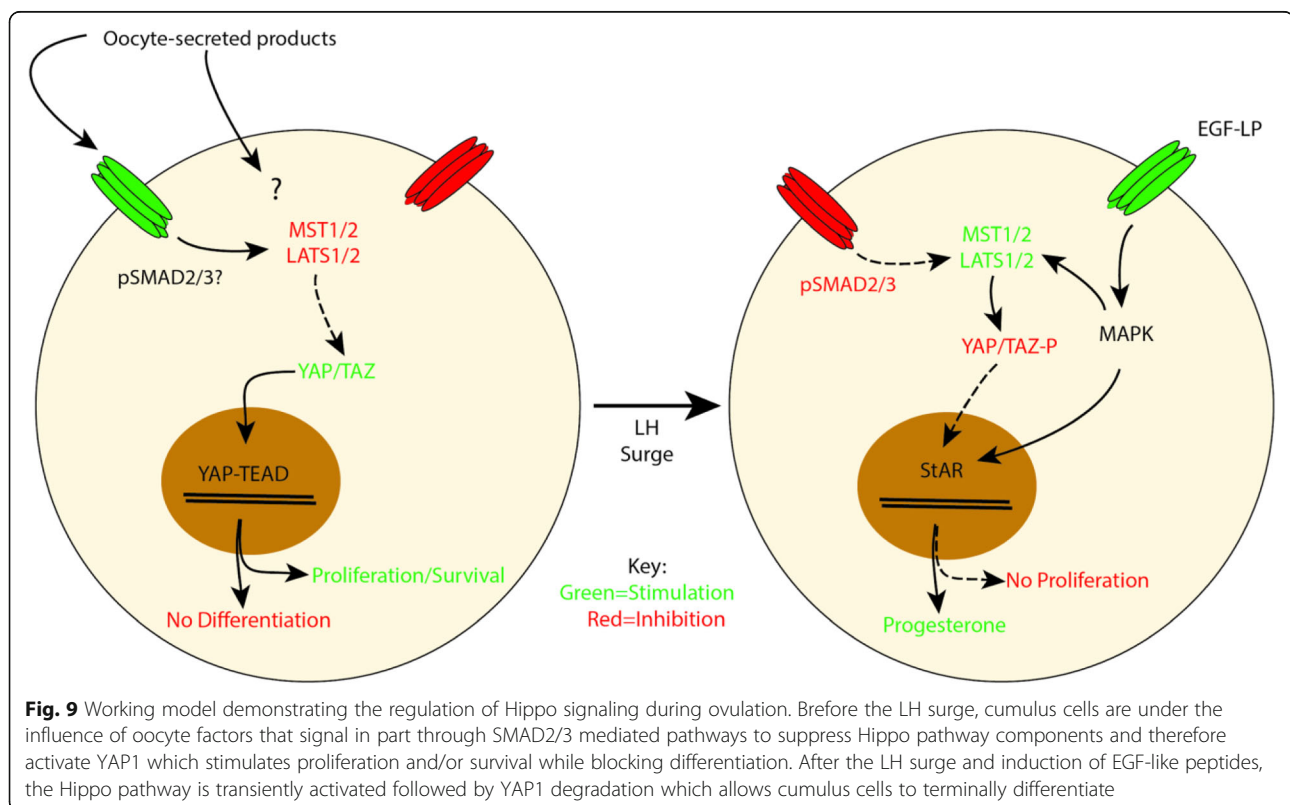 Oocyte-secreted products
?
MST1/2
LATS1/2
pSMAD2/3?
YAP/TAZ
YAP-TEAD
Proliferation/Survival
No Differentiation
LH
Surge
Key:
Green=Stimulation
Red=Inhibition
EGF-LP
MST1/2
LATS1/2
pSMAD2/3
MAPK
YAP/TAZ-P
StAR
No Proliferation
Progesterone
Fig. 9 Working model demonstrating the regulation of Hippo signaling during ovulation. Brefore the LH surge, cumulus cells are under the
influence of oocyte factors that signal in part through SMAD2/3 mediated pathways to suppress Hippo pathway components and therefore
activate YAP1 which stimulates proliferation and/or survival while blocking differentiation. After the LH surge and induction of EGF-like peptides,
the Hippo pathway is transiently activated followed by YAP1 degradation which allows cumulus cells to terminally differentiate